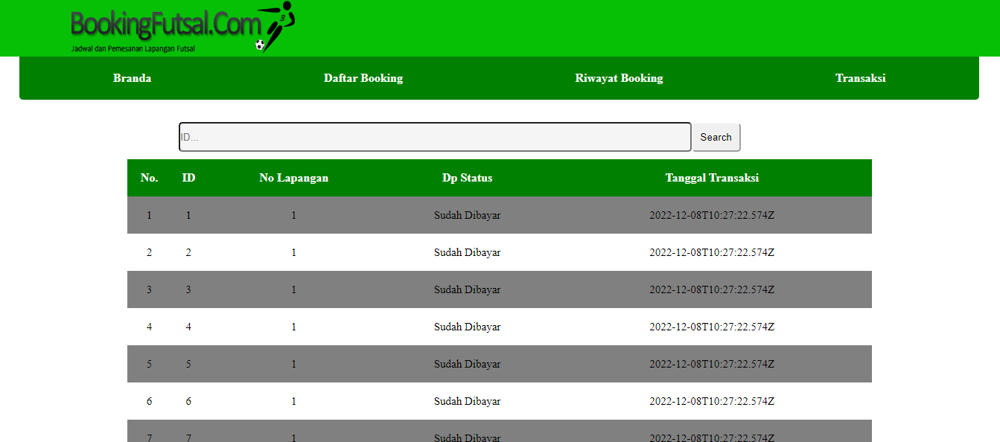 BookingFutsal.Com
3
Jadwal dan Pemesanan Lapangan Futsal
Branda Daftar Booking Riwayat Booking Transaksi
ID... Search
No. ID No Lapangan Dp Status Tanggal Transaksi
1 1 1 Sudah Dibayar 2022-12-08T10:27:22.574Z
2 2 1 Sudah Dibayar 2022-12-08T10:27:22.574Z
3 3 1 Sudah Dibayar 2022-12-08T10:27:22.574Z
4 4 1 Sudah Dibayar 2022-12-08T10:27:22.574Z
5 5 1 Sudah Dibayar 2022-12-08T10:27:22.574Z
6 6 1 Sudah Dibayar 2022-12-08T10:27:22.574Z
7 7 1 Sudah Dibayar 2022-12-08T10:27:22.574Z